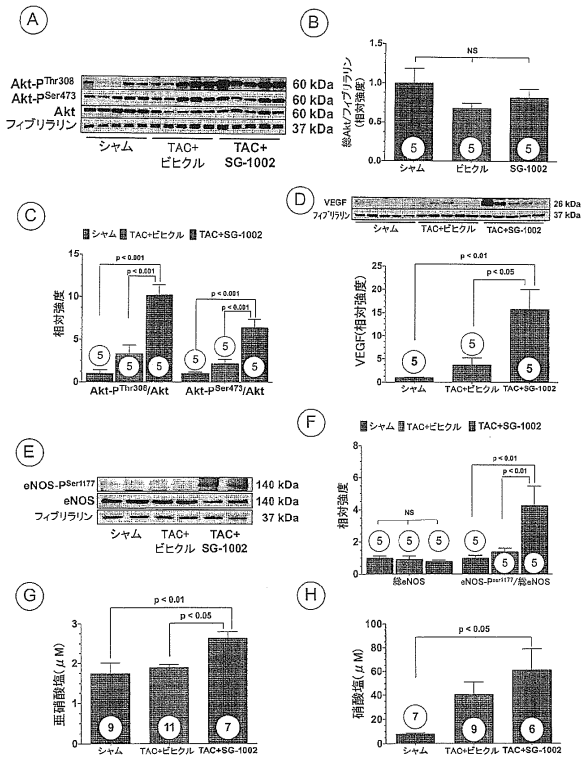 A
Akt-PThr308 60 kDa
Akt-PSer473 60 kDa
Akt 60 kDa
フィブリラリン 37 kDa
シャム TAC+ビヒクル TAC+SG-1002
B
総Akt/フィブリラリン
(相対強度)
1.5
1.0
0.5
0.0
NS
5 5 5
シャム ビヒクル SG-1002
C
シャム TAC+ビヒクル TAC+SG-1002
相対強度
15
10
5
0
p < 0.001
p < 0.001
p < 0.001
p < 0.001
5 5 5 5 5 5
Akt-PThr308/Akt Akt-PSer473/Akt
D
VEGF 26 kDa
フィブリラリン 37 kDa
シャム TAC+ビヒクル TAC+SG-1002
VEGF(相対強度)
25
20
15
10
5
0
p < 0.01
p < 0.05
5 5 5
シャム TAC+ビヒクル TAC+SG-1002
E
eNOS-PSer1177 140 kDa
eNOS 140 kDa
フィブリラリン 37 kDa
シャム TAC+ビヒクル TAC+SG-1002
F
シャム TAC+ビヒクル TAC+SG-1002
相対強度
8
6
4
2
0
NS
p < 0.01
p < 0.01
5 5 5 5 5 5
総eNOS eNOS-Pser1177/総eNOS
G
亜硝酸塩(μM)
3
2
1
0
p < 0.01
p < 0.05
9 11 7
シャム TAC+ビヒクル TAC+SG-1002
H
硝酸塩(μM)
100
80
60
40
20
0
p < 0.05
7 9 6
シャム TAC+ビヒクル TAC+SG-1002